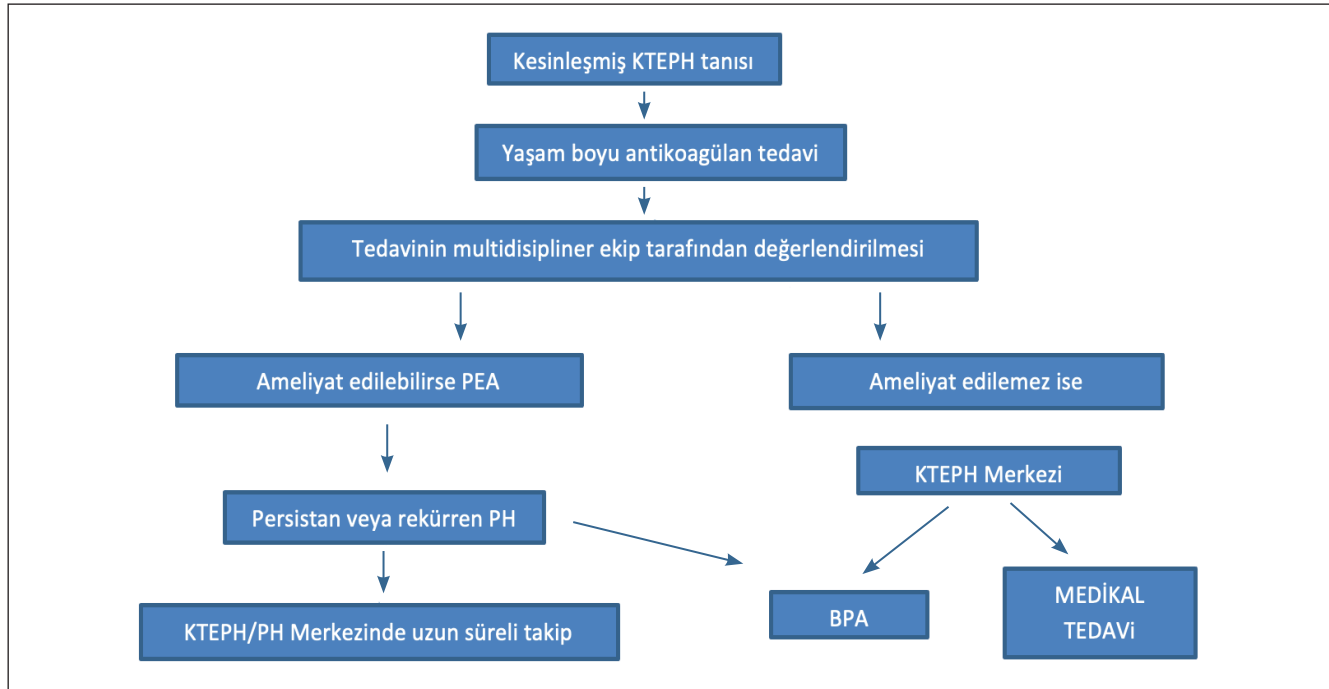 Kesinleşmiş KTEPH tanısı
Yaşam boyu antikoagülan tedavi
Tedavinin multidisipliner ekip tarafından değerlendirilmesi
Ameliyat edilebilirse PEA
Ameliyat edilemez ise
KTEPH Merkezi
Persistan veya rekürren PH
BPA
MEDİKAL
TEDAVi
KTEPH/PH Merkezinde uzun süreli takip